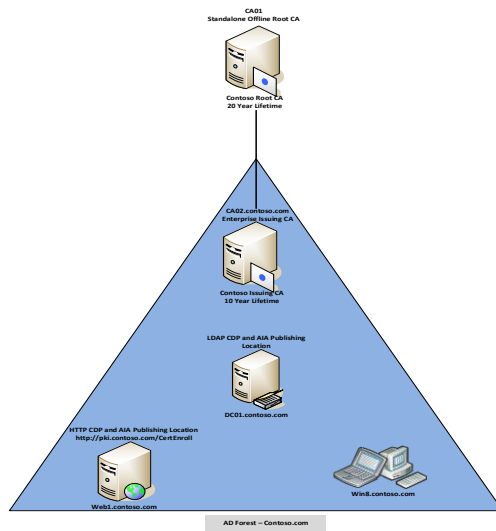 CA01
Standalone Offline Root CA
Contoso Root CA
20 Year Lifetime
CA02.contoso.com
Enterprise Issuing CA
Contoso Issuing CA
10 Year Lifetime
LDAP CDP and AIA Publishing
Location
DC01.contoso.com
HTTP CDP and AIA Publishing Location
http://pki.contoso.com/CertEnroll
Web1.contoso.com
Win8.contoso.com
AD Forest – Contoso.com